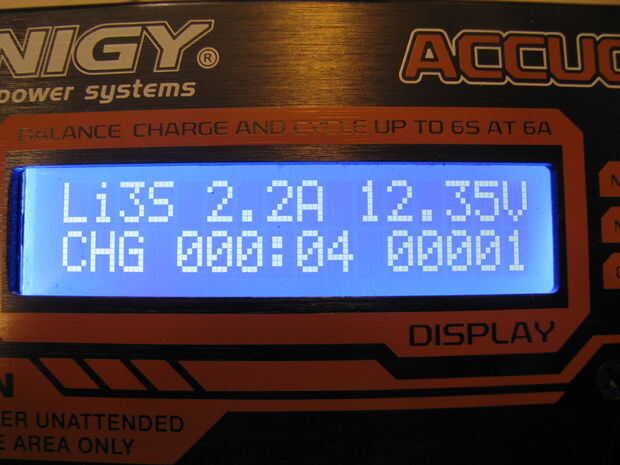 NIGY®
ACCUC
power systems
BALANCE CHARGE AND CYCLE UP TO 6S AT 6A
Li3S 2.2A 12.35V
CHG 000:04 00001
DISPLAY
N
ER UNATTENDED
E AREA ONLY